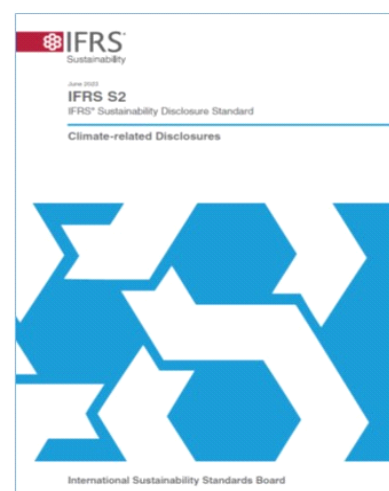 IFRS®
Sustainability
June 2023
IFRS S2
IFRS® Sustainability Disclosure Standard
Climate-related Disclosures
International Sustainability Standards Board